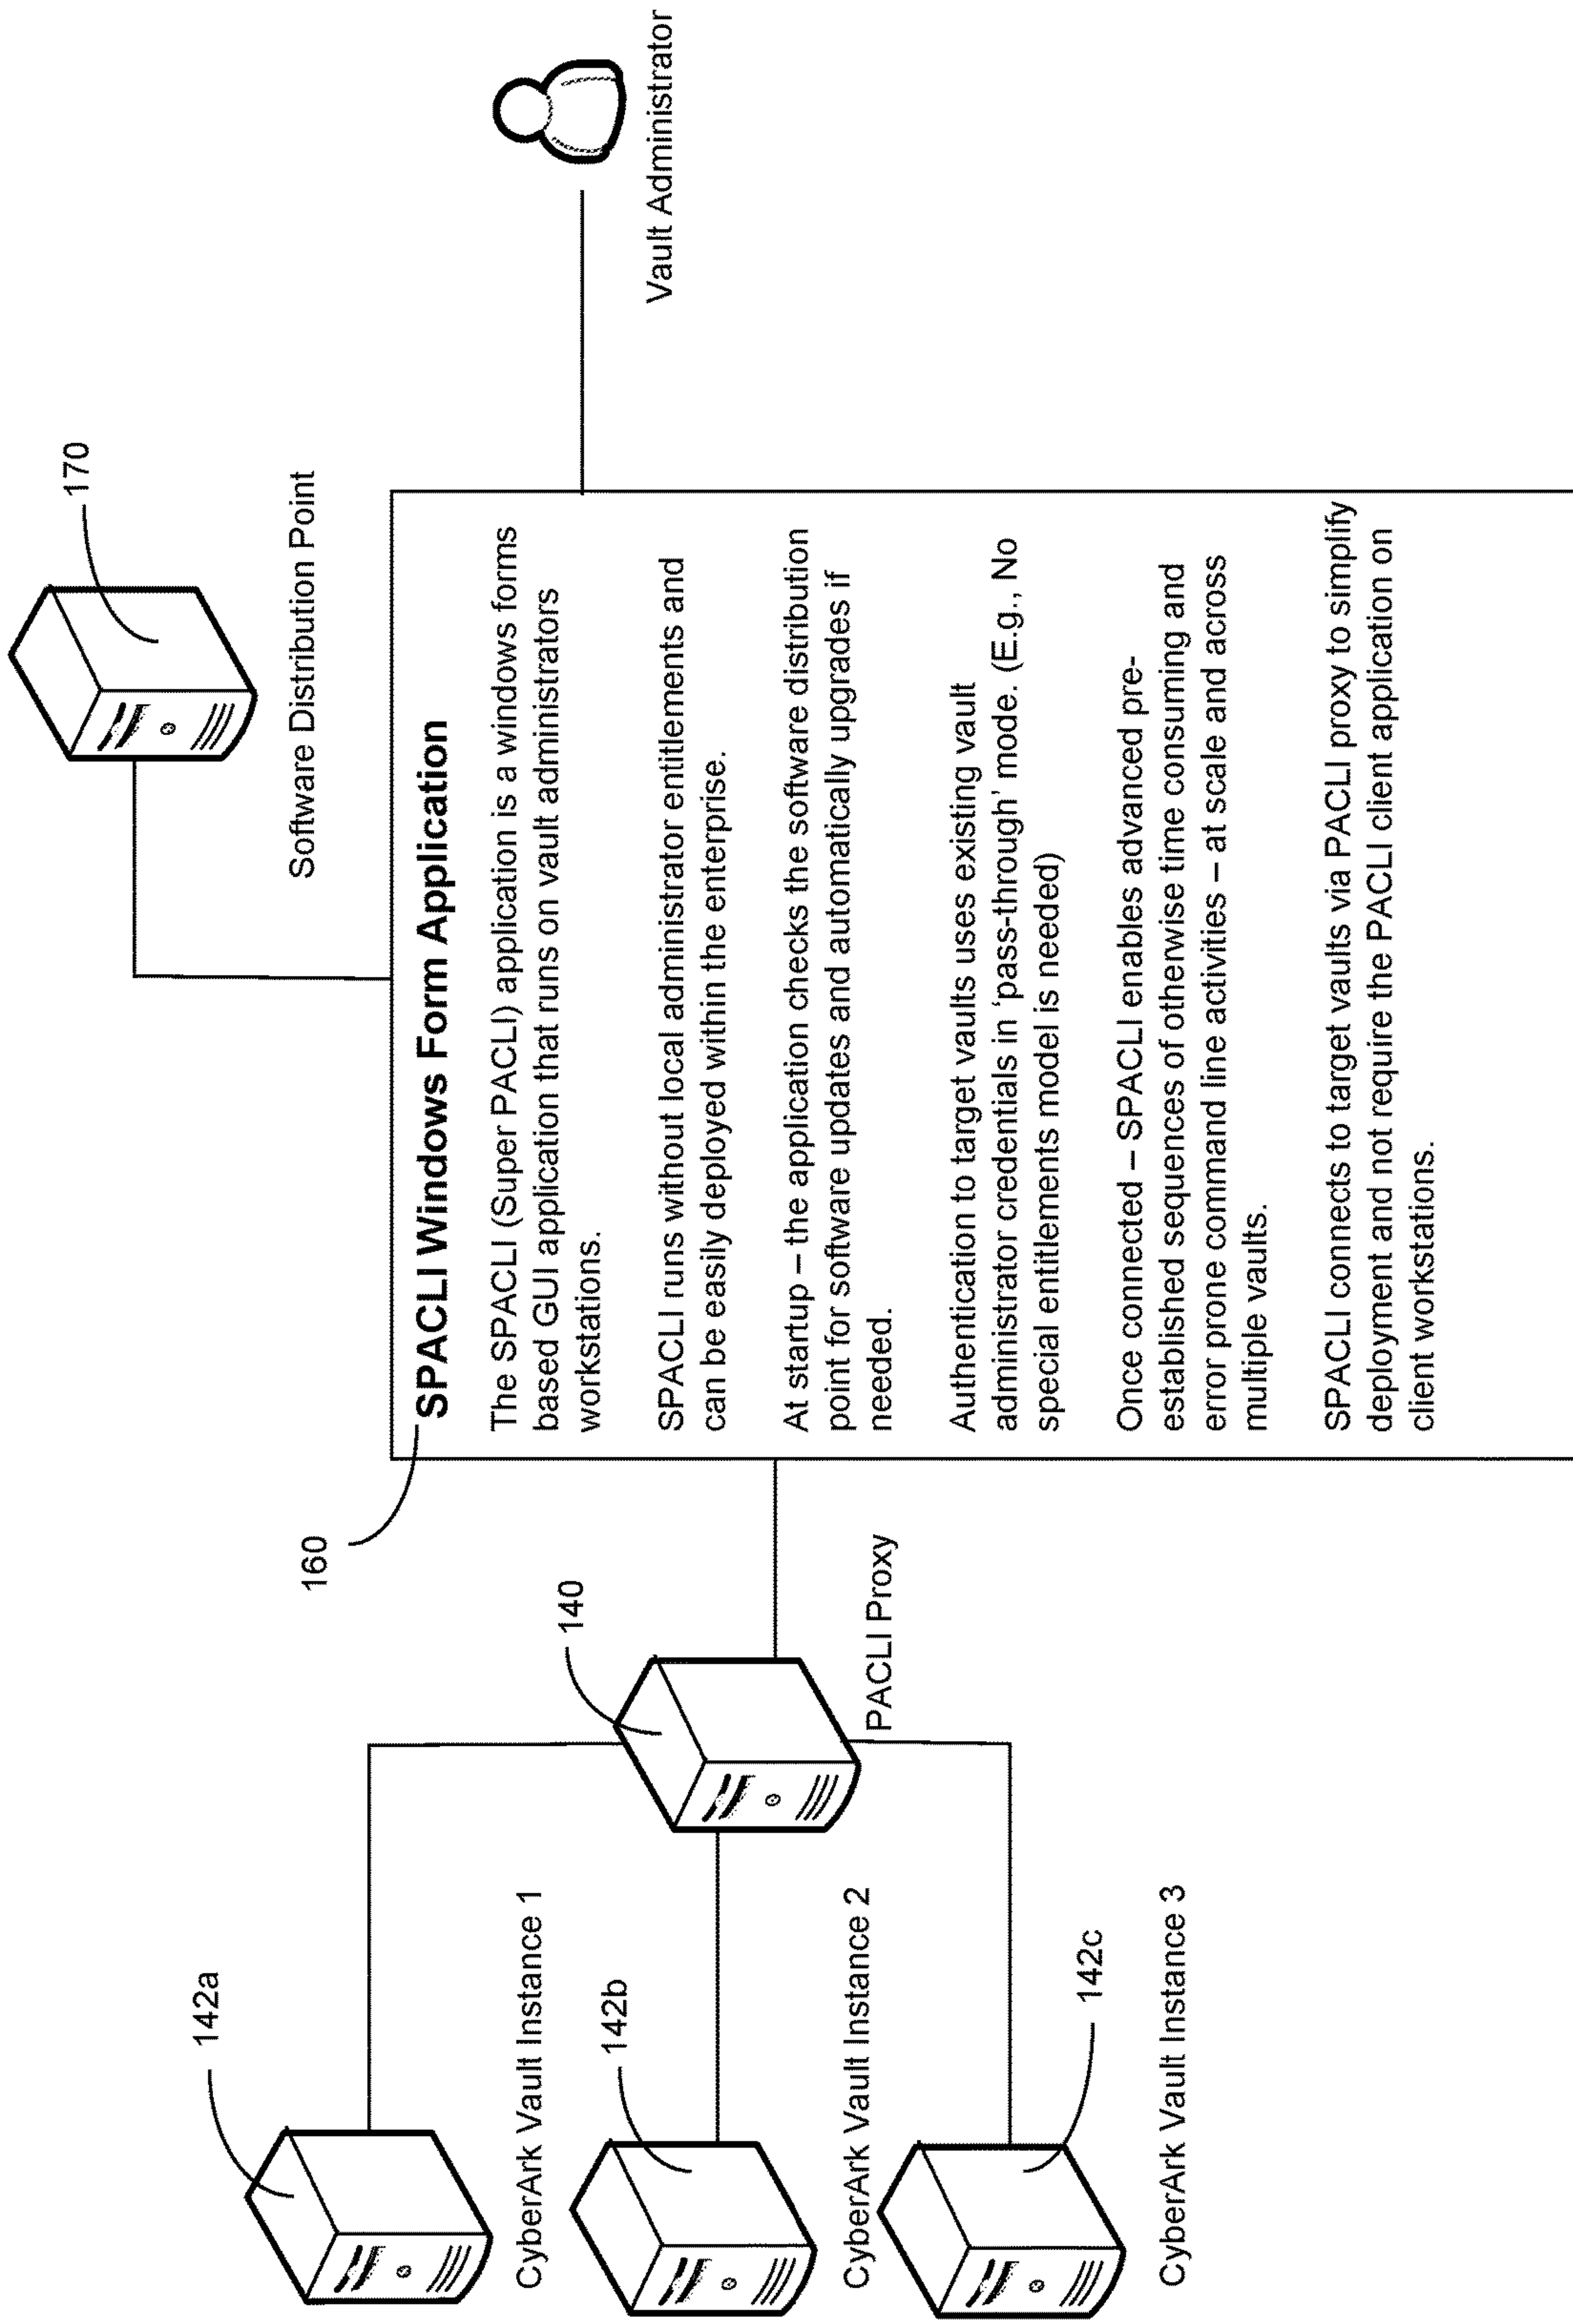 170
Software Distribution Point
160
SPACLI Windows Form Application
The SPACLI (Super PACLI) application is a windows forms
based GUI application that runs on vault administrators
workstations.
SPACLI runs without local administrator entitlements and
can be easily deployed within the enterprise.
At startup – the application checks the software distribution
point for software updates and automatically upgrades if
needed.
Authentication to target vaults uses existing vault
administrator credentials in ‘pass-through’ mode. (E.g., No
special entitlements model is needed)
Once connected – SPACLI enables advanced pre-
established sequences of otherwise time consuming and
error prone command line activities – at scale and across
multiple vaults.
SPACLI connects to target vaults via PACLI proxy to simplify
deployment and not require the PACLI client application on
client workstations.
Vault Administrator
140
PACLI Proxy
142a
CyberArk Vault Instance 1
142b
CyberArk Vault Instance 2
142c
CyberArk Vault Instance 3